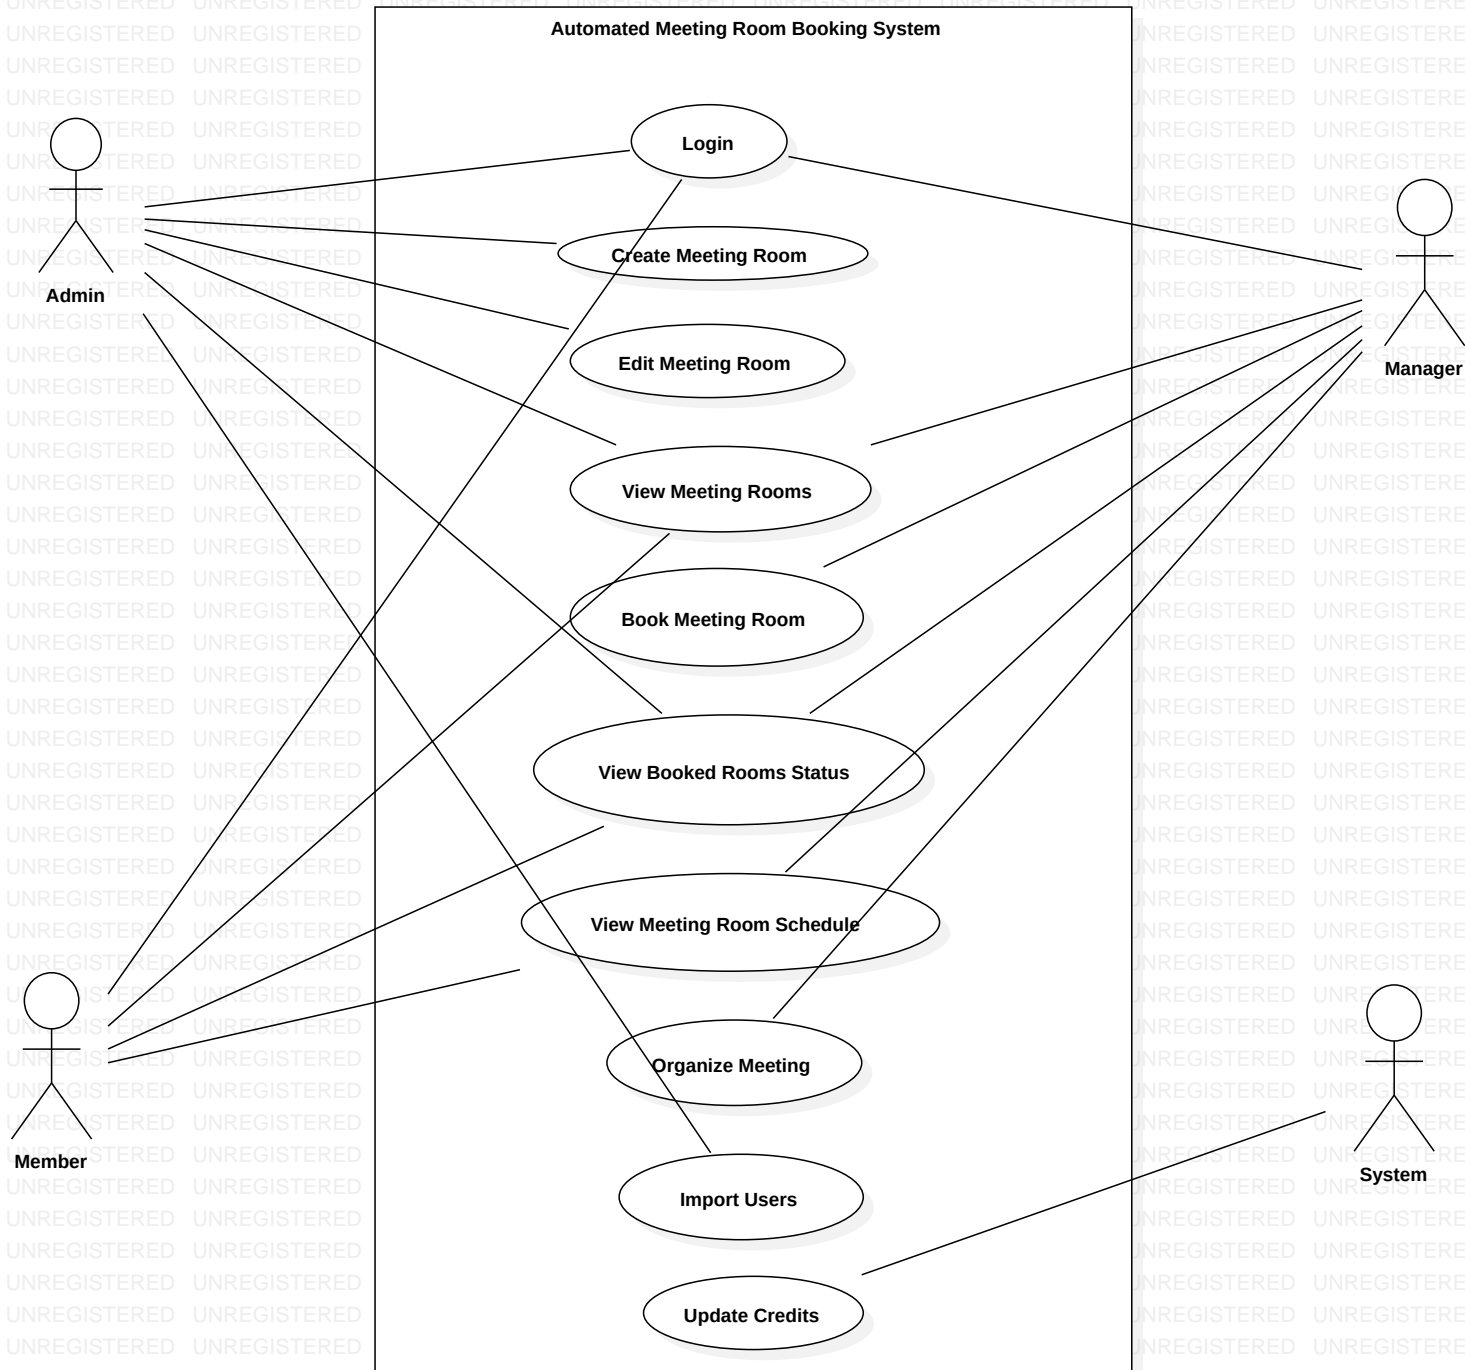 Automated Meeting Room Booking System
Login
Create Meeting Room
Admin
Edit Meeting Room
Manager
View Meeting Rooms
Book Meeting Room
View Booked Rooms Status
View Meeting Room Schedule
Organize Meeting
Member
System
Import Users
Update Credits
UNREGISTERED